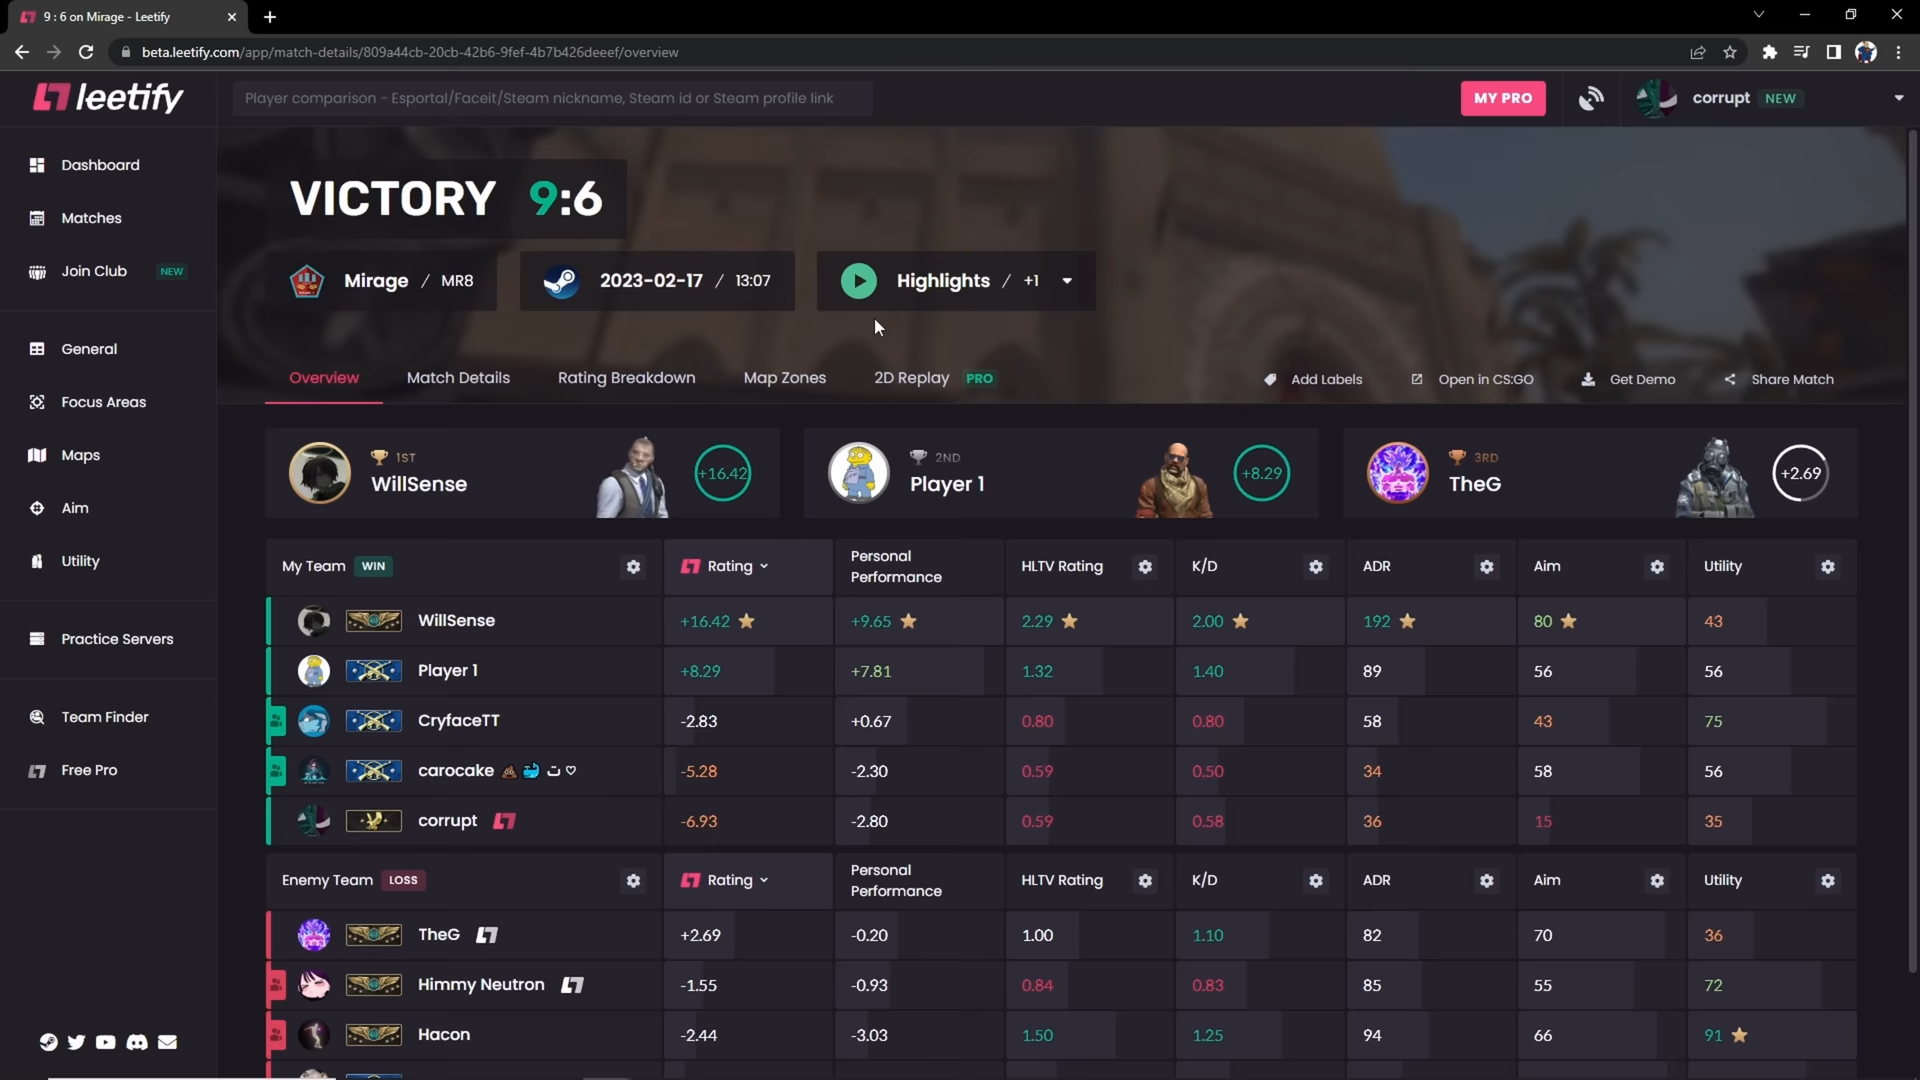 9 : 6 on Mirage - Leetify
beta.leetify.com/app/match-details/809a44cb-20cb-42b6-9fef-4b7b426deeef/overview
leetify
Player comparison - Esportal/Faceit/Steam nickname, Steam id or Steam profile link
MY PRO
corrupt NEW
Dashboard
Matches
Join Club NEW
General
Focus Areas
Maps
Aim
Utility
Practice Servers
Team Finder
Free Pro
VICTORY 9:6
Mirage / MR8
2023-02-17 / 13:07
Highlights / +1
Overview Match Details Rating Breakdown Map Zones 2D Replay PRO
Add Labels Open in CS:GO Get Demo Share Match
1ST
WillSense
+16.42
2ND
Player 1
+8.29
3RD
TheG
+2.69
My Team WIN Rating Personal Performance HLTV Rating K/D ADR Aim Utility
WillSense +16.42 +9.65 2.29 2.00 192 80 43
Player 1 +8.29 +7.81 1.32 1.40 89 56 56
CryfaceTT -2.83 +0.67 0.80 0.80 58 43 75
carocake 💩🐳 ت ♡ -5.28 -2.30 0.59 0.50 34 58 56
corrupt -6.93 -2.80 0.59 0.58 36 15 35
Enemy Team LOSS Rating Personal Performance HLTV Rating K/D ADR Aim Utility
TheG +2.69 -0.20 1.00 1.10 82 70 36
Himmy Neutron -1.55 -0.93 0.84 0.83 85 55 72
Hacon -2.44 -3.03 1.50 1.25 94 66 91